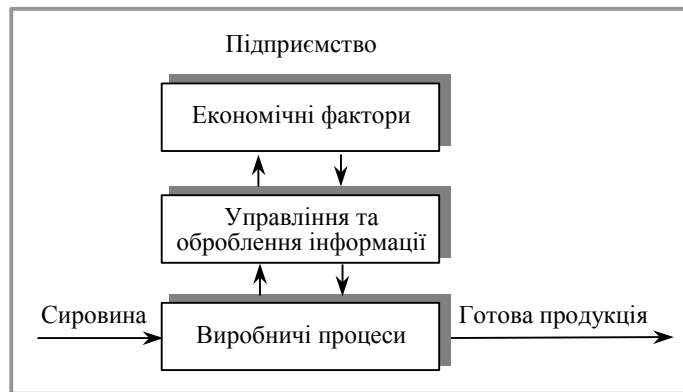 Підприємство
Економічні фактори
Управління та
оброблення інформації
Сировина
Виробничі процеси
Готова продукція